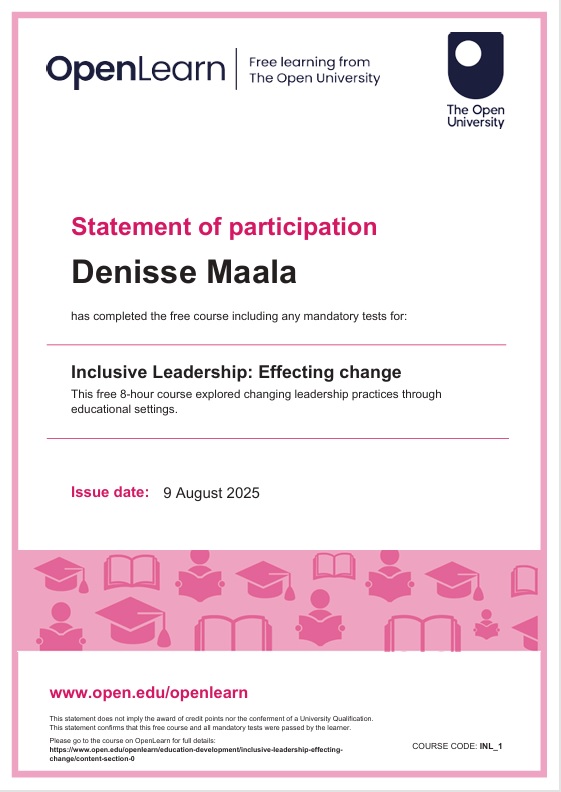 OpenLearn
Free learning from
The Open University
The Open
University
Statement of participation
Denisse Maala
has completed the free course including any mandatory tests for:
Inclusive Leadership: Effecting change
This free 8-hour course explored changing leadership practices through
educational settings.
Issue date: 9 August 2025
www.open.edu/openlearn
This statement does not imply the award of credit points nor the conferment of a University Qualification.
This statement confirms that this free course and all mandatory tests were passed by the learner.
Please go to the course on OpenLearn for full details:
https://www.open.edu/openlearn/education-development/inclusive-leadership-effecting-
change/content-section-0
COURSE CODE: INL_1